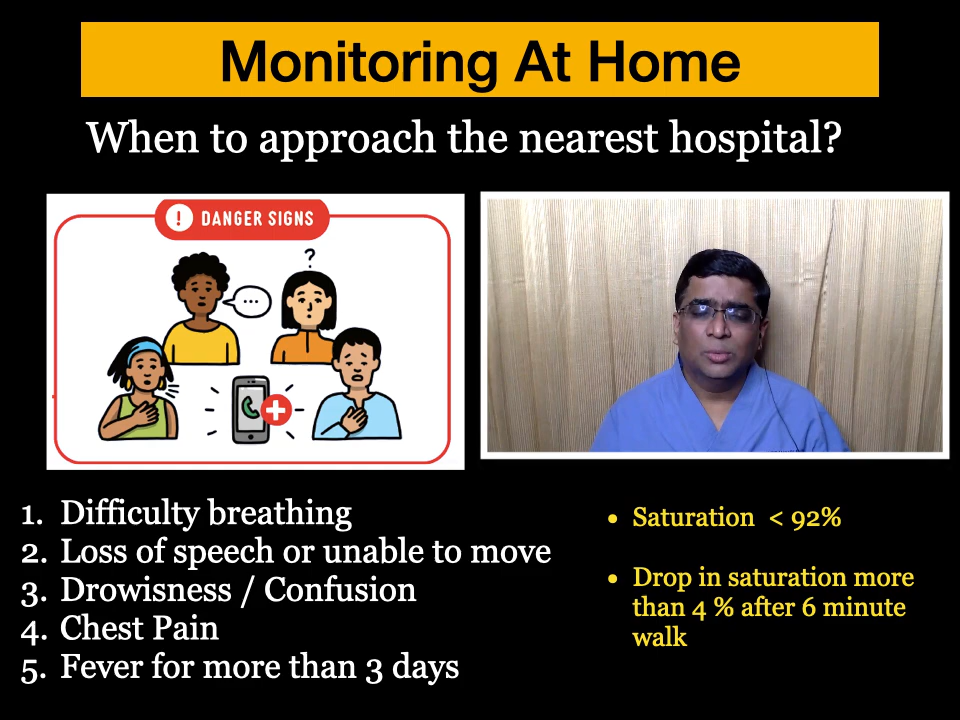 Monitoring At Home
When to approach the nearest hospital?
! DANGER SIGNS
?
...
1. Difficulty breathing
2. Loss of speech or unable to move
3. Drowisness / Confusion
4. Chest Pain
5. Fever for more than 3 days
• Saturation < 92%
• Drop in saturation more
than 4 % after 6 minute
walk